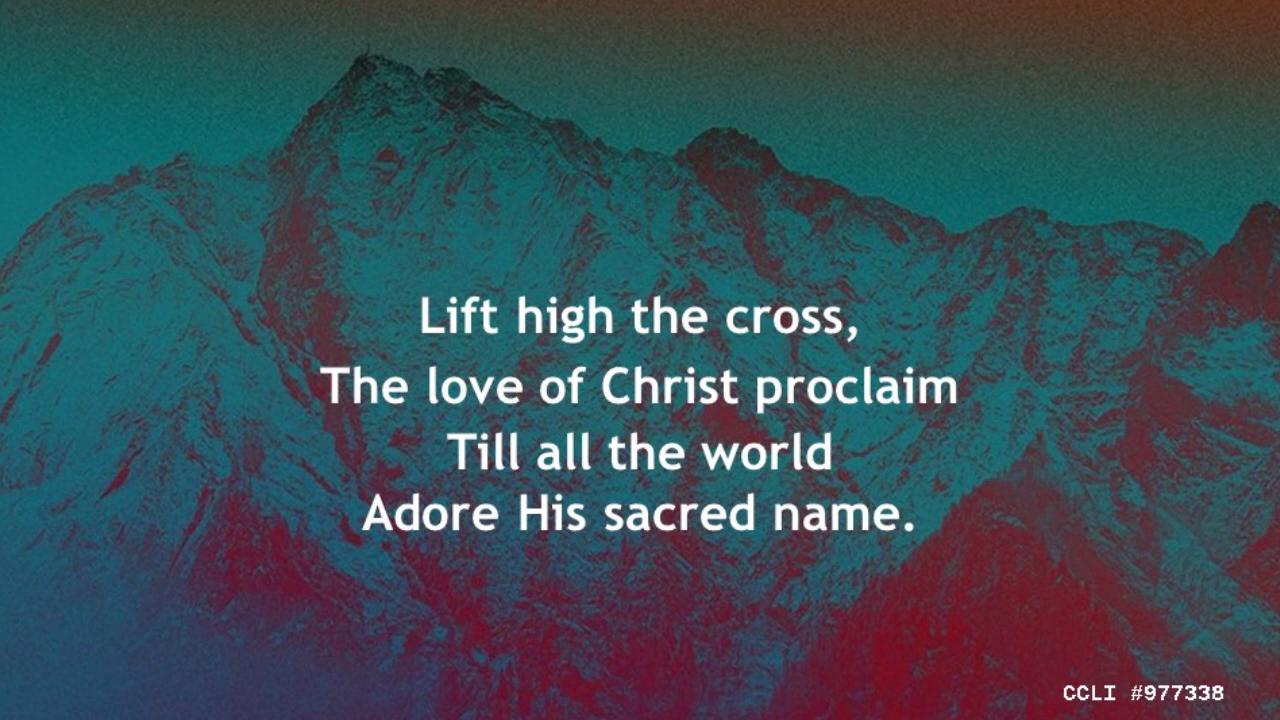 Lift high the cross,
The love of Christ proclaim
Till all the world
Adore His sacred name.
CCLI #977338